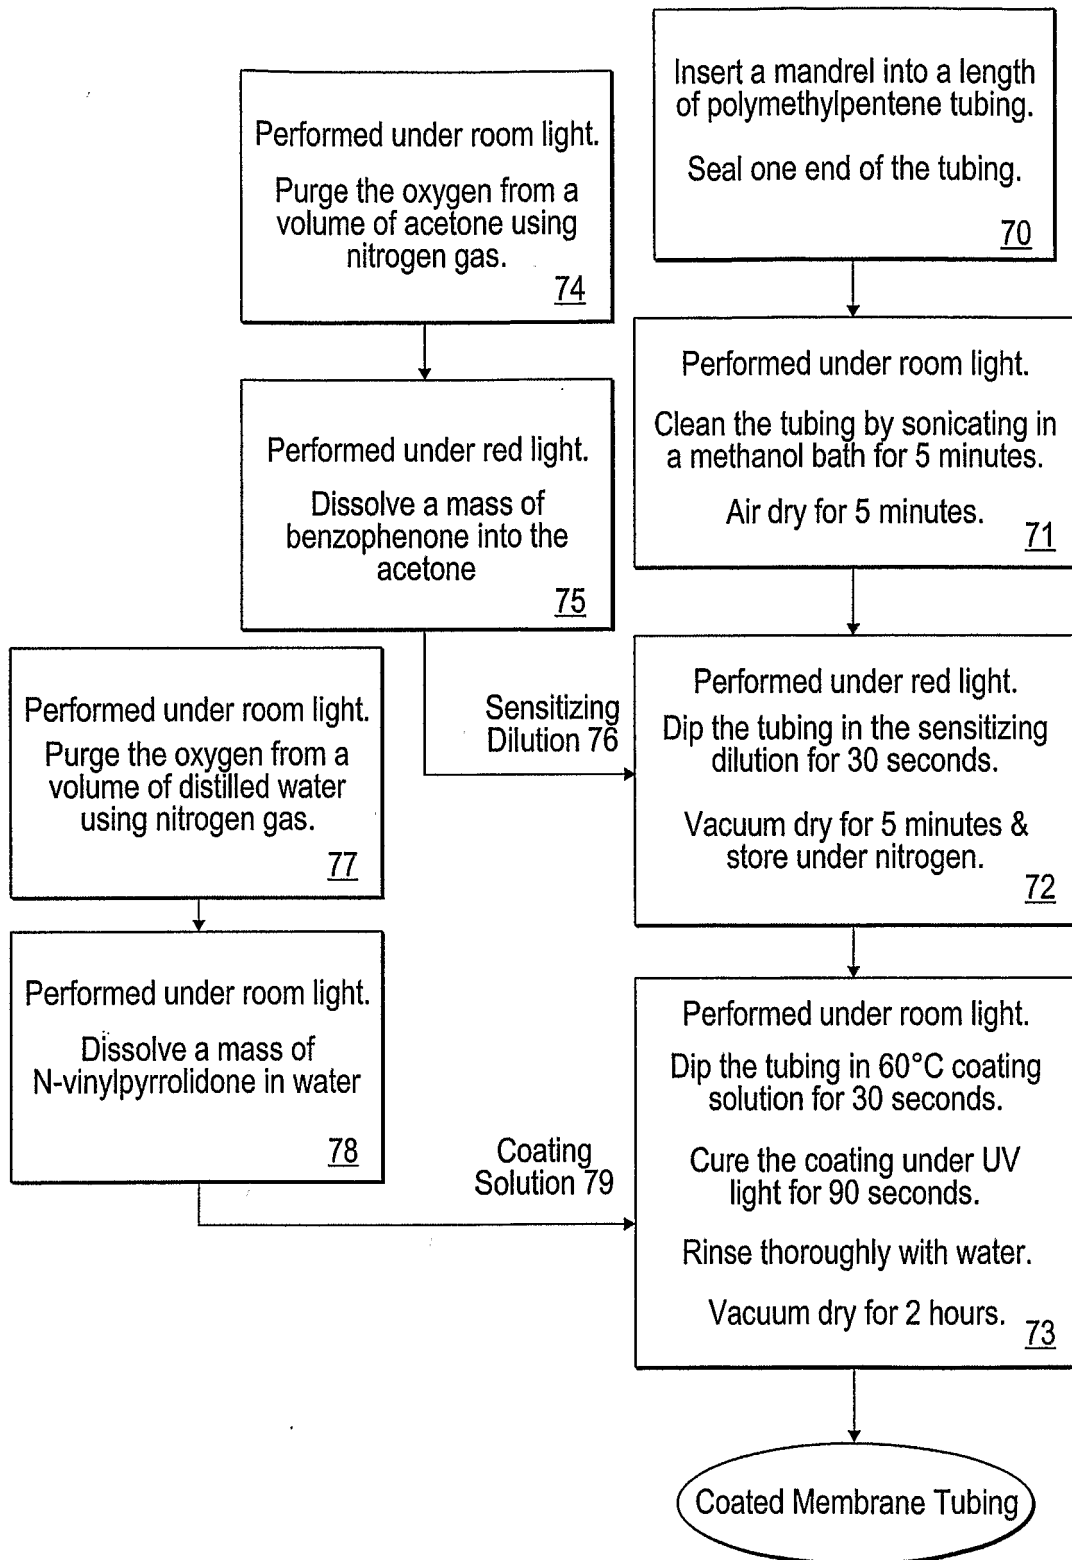 Insert a mandrel into a length
of polymethylpentene tubing.
Seal one end of the tubing.
70
Performed under room light.
Purge the oxygen from a
volume of acetone using
nitrogen gas.
74
Performed under room light.
Clean the tubing by sonicating in
a methanol bath for 5 minutes.
Air dry for 5 minutes.
71
Performed under red light.
Dissolve a mass of
benzophenone into the
acetone
75
Sensitizing
Dilution 76
Performed under red light.
Dip the tubing in the sensitizing
dilution for 30 seconds.
Vacuum dry for 5 minutes &
store under nitrogen.
72
Performed under room light.
Purge the oxygen from a
volume of distilled water
using nitrogen gas.
77
Performed under room light.
Dissolve a mass of
N-vinylpyrrolidone in water
78
Coating
Solution 79
Performed under room light.
Dip the tubing in 60°C coating
solution for 30 seconds.
Cure the coating under UV
light for 90 seconds.
Rinse thoroughly with water.
Vacuum dry for 2 hours.
73
Coated Membrane Tubing